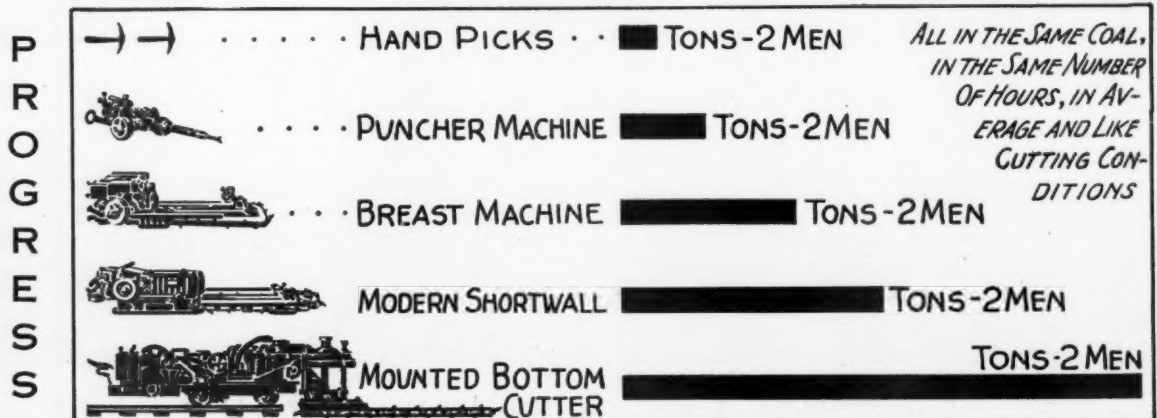 PROGRESS
HAND PICKS TONS-2 MEN
PUNCHER MACHINE TONS-2 MEN
BREAST MACHINE TONS-2 MEN
MODERN SHORTWALL TONS-2 MEN
MOUNTED BOTTOM
CUTTER
TONS-2 MEN
ALL IN THE SAME COAL,
IN THE SAME NUMBER
OF HOURS, IN AV-
ERAGE AND LIKE
CUTTING CON-
DITIONS